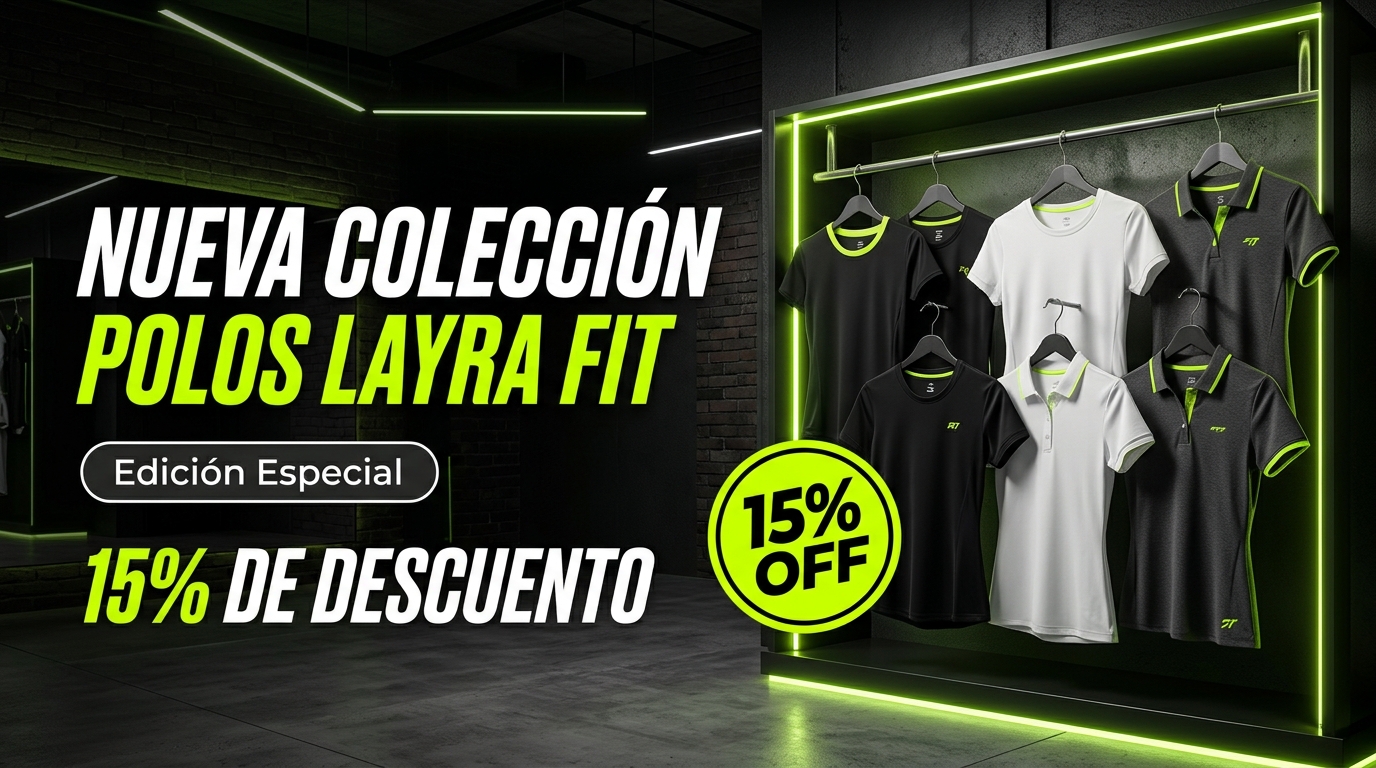 NUEVA COLECCIÓN
POLOS LAYRA FIT
Edición Especial
15% DE DESCUENTO
15%
OFF